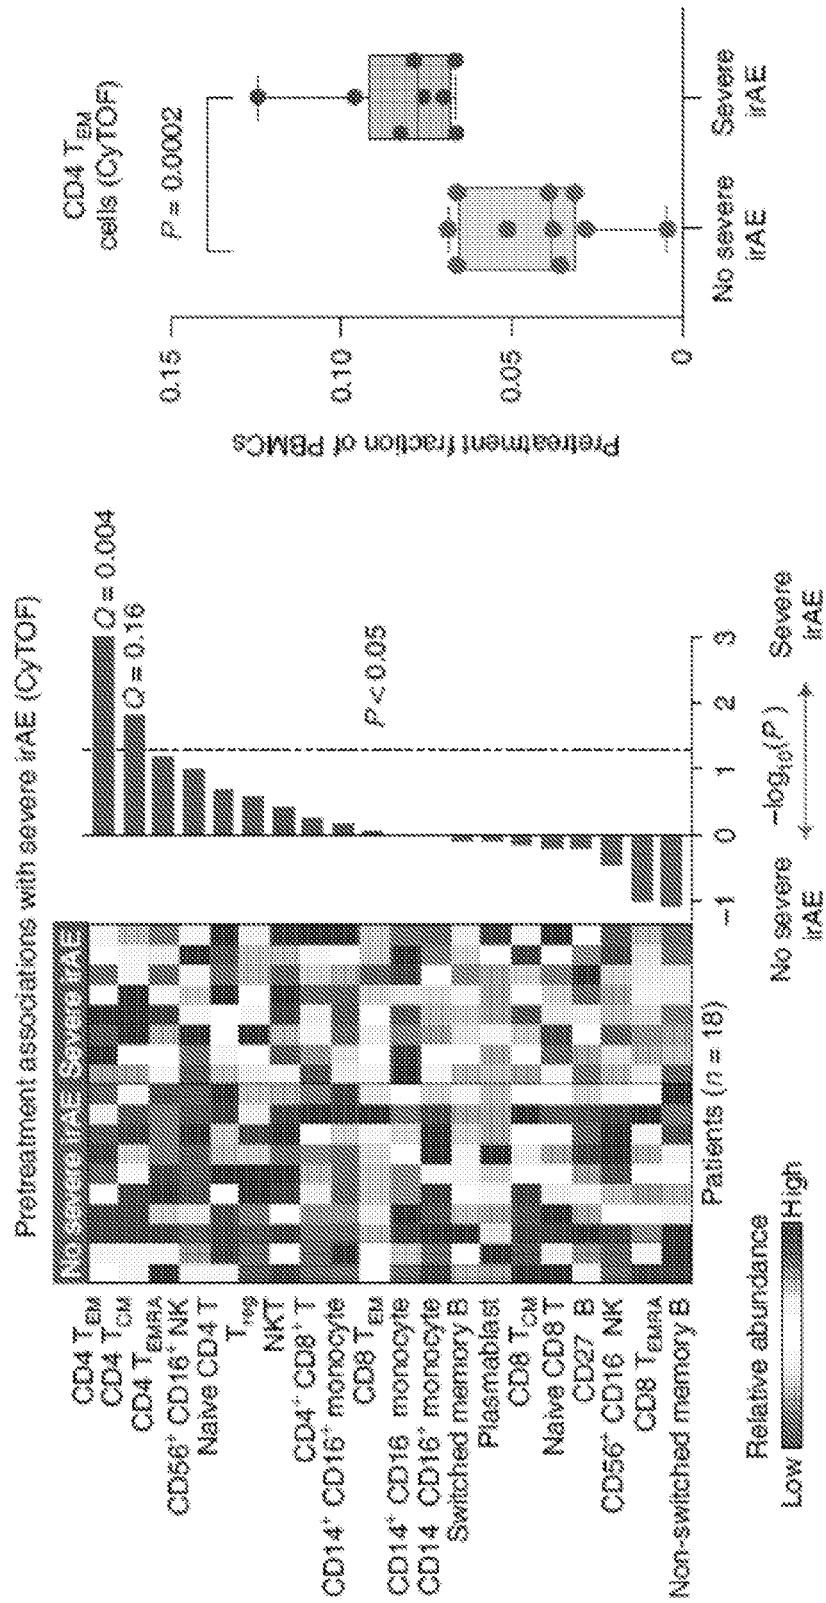 Pretreatment associations with severe irAE (CyTOF)
No severe irAE Severe irAE
CD4 TEM
CD4 TCM
CD4 TEMRA
CD56+ CD16+ NK
Naive CD4 T
Treg
NKT
CD4+ CD8+ T
CD14+ CD16+ monocyte
CD8 TEM
CD14+ CD16 monocyte
CD14 CD16+ monocyte
Switched memory B
Plasmablast
CD8 TCM
Naive CD8 T
CD27 B
CD56+ CD16 NK
CD8 TEMRA
Non-switched memory B
Q = 0.004
Q = 0.16
P < 0.05
-1 0 1 2 3
Patients (n = 18)
No severe
irAE
-log10(P)
Severe
irAE
Relative abundance
Low High
CD4 TEM
cells (CyTOF)
P = 0.0002
Pretreatment fraction of PBMCs
0.15
0.10
0.05
0
No severe
irAE
Severe
irAE